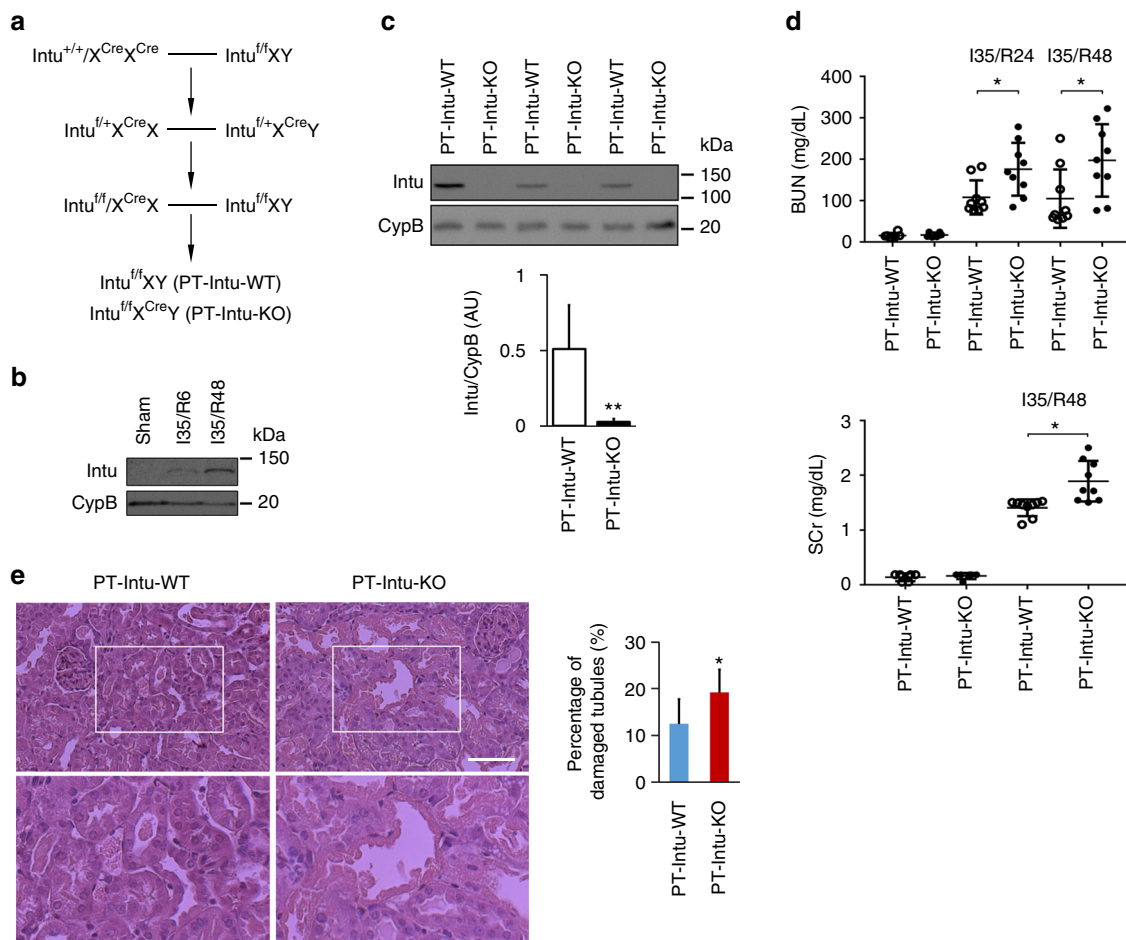 a
Intu+/+/XCreXCre Intuf/fXY
Intuf/+XCreX Intuf/+XCreY
Intuf/f/XCreX Intuf/fXY
Intuf/fXY (PT-Intu-WT)
Intuf/fXCreY (PT-Intu-KO)
b
Sham
I35/R6
I35/R48
kDa
Intu
150
CypB
20
c
PT-Intu-WT
PT-Intu-KO
PT-Intu-WT
PT-Intu-KO
PT-Intu-WT
PT-Intu-KO
kDa
Intu
150
100
CypB
20
Intu/CypB (AU)
1
0.5
0
**
PT-Intu-WT
PT-Intu-KO
d
I35/R24 I35/R48
* *
BUN (mg/dL)
400
300
200
100
0
PT-Intu-WT
PT-Intu-KO
PT-Intu-WT
PT-Intu-KO
PT-Intu-WT
PT-Intu-KO
I35/R48
*
SCr (mg/dL)
3
2
1
0
PT-Intu-WT
PT-Intu-KO
PT-Intu-WT
PT-Intu-KO
e
PT-Intu-WT PT-Intu-KO
Percentage of
damaged tubules (%)
30
20
10
0
*
PT-Intu-WT
PT-Intu-KO